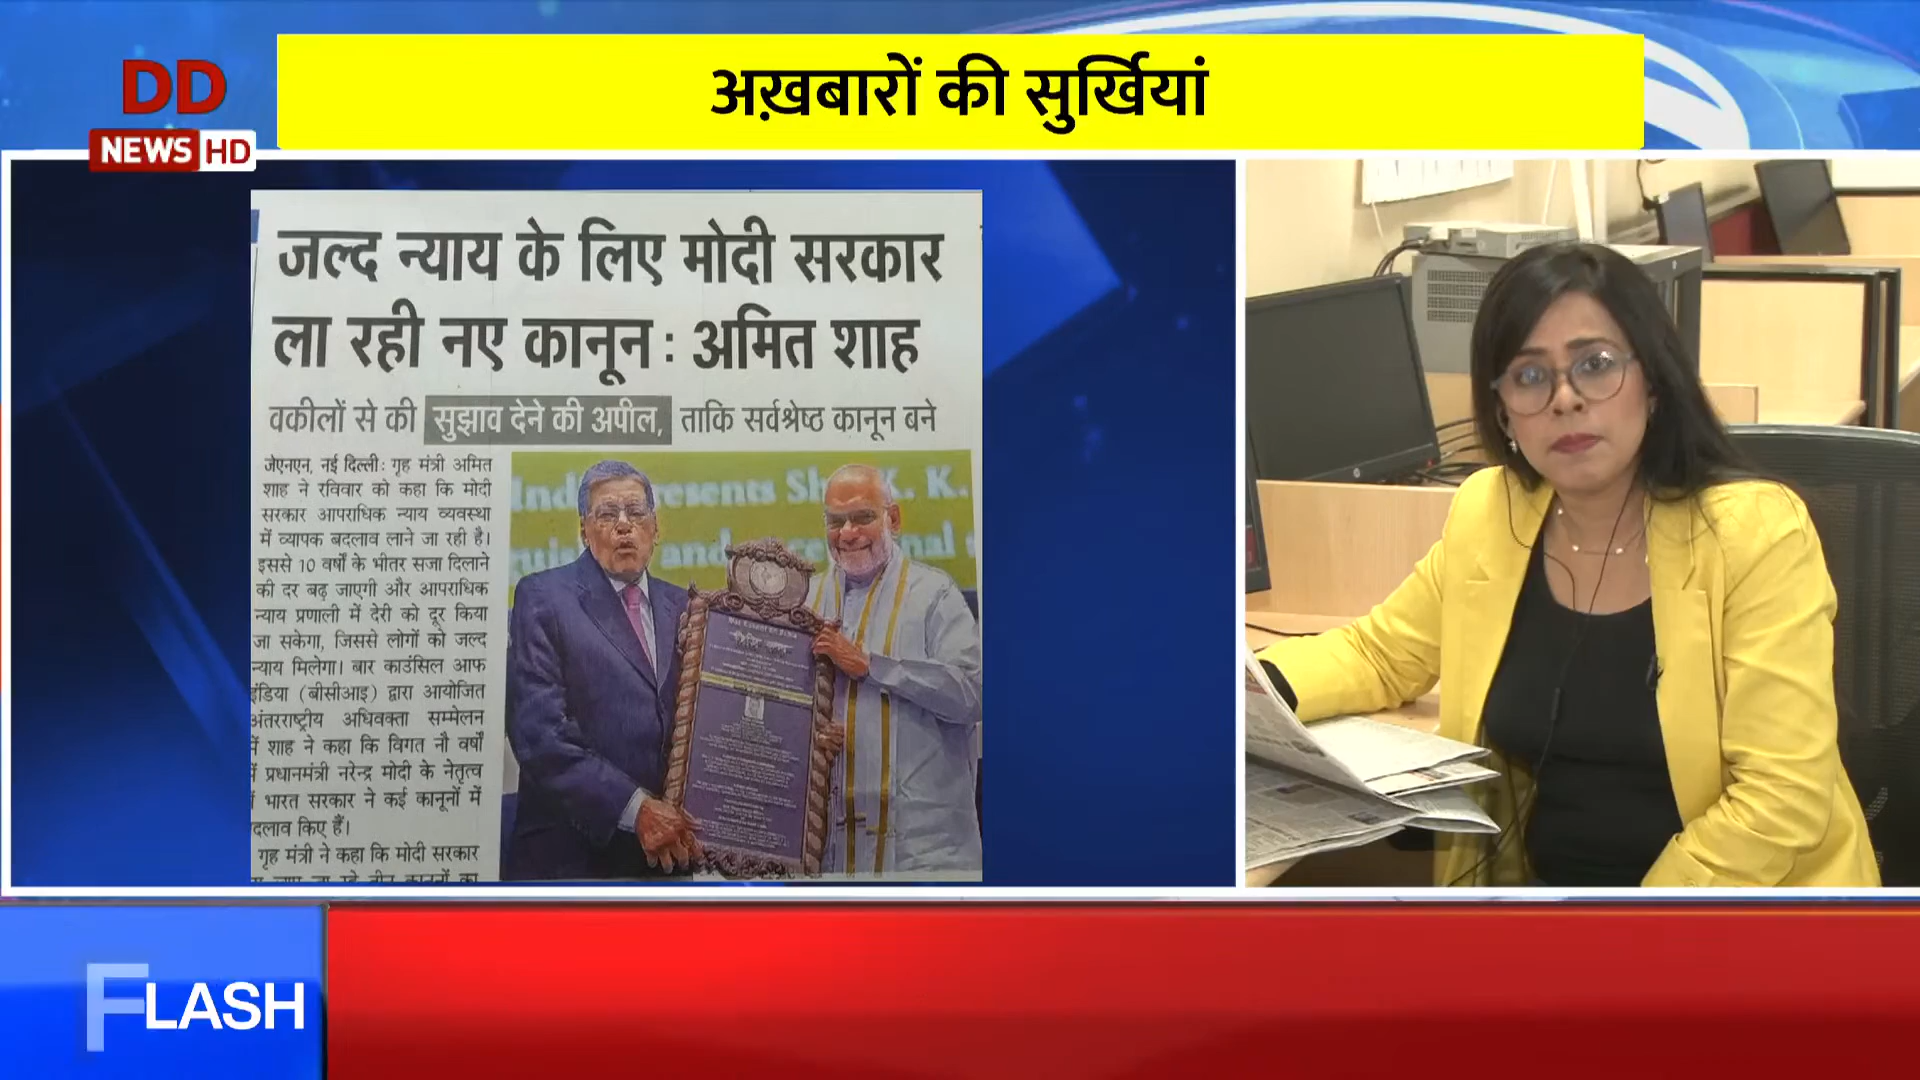 DD
NEWS HD
अख़बारों की सुर्खियां
जल्द न्याय के लिए मोदी सरकार
ला रही नए कानून : अमित शाह
वकीलों से की सुझाव देने की अपील, ताकि सर्वश्रेष्ठ कानून बने
जेएनएन, नई दिल्ली: गृह मंत्री अमित
शाह ने रविवार को कहा कि मोदी
सरकार आपराधिक न्याय व्यवस्था
में व्यापक बदलाव लाने जा रही है।
इससे 10 वर्षों के भीतर सजा दिलाने
की दर बढ़ जाएगी और आपराधिक
न्याय प्रणाली में देरी को दूर किया
जा सकेगा, जिससे लोगों को जल्द
न्याय मिलेगा। बार काउंसिल आफ
इंडिया (बीसीआइ) द्वारा आयोजित
अंतरराष्ट्रीय अधिवक्ता सम्मेलन
में शाह ने कहा कि विगत नौ वर्षों
में प्रधानमंत्री नरेन्द्र मोदी के नेतृत्व
में भारत सरकार ने कई कानूनों में
दलाव किए हैं।
गृह मंत्री ने कहा कि मोदी सरकार
K. K.
and
FLASH